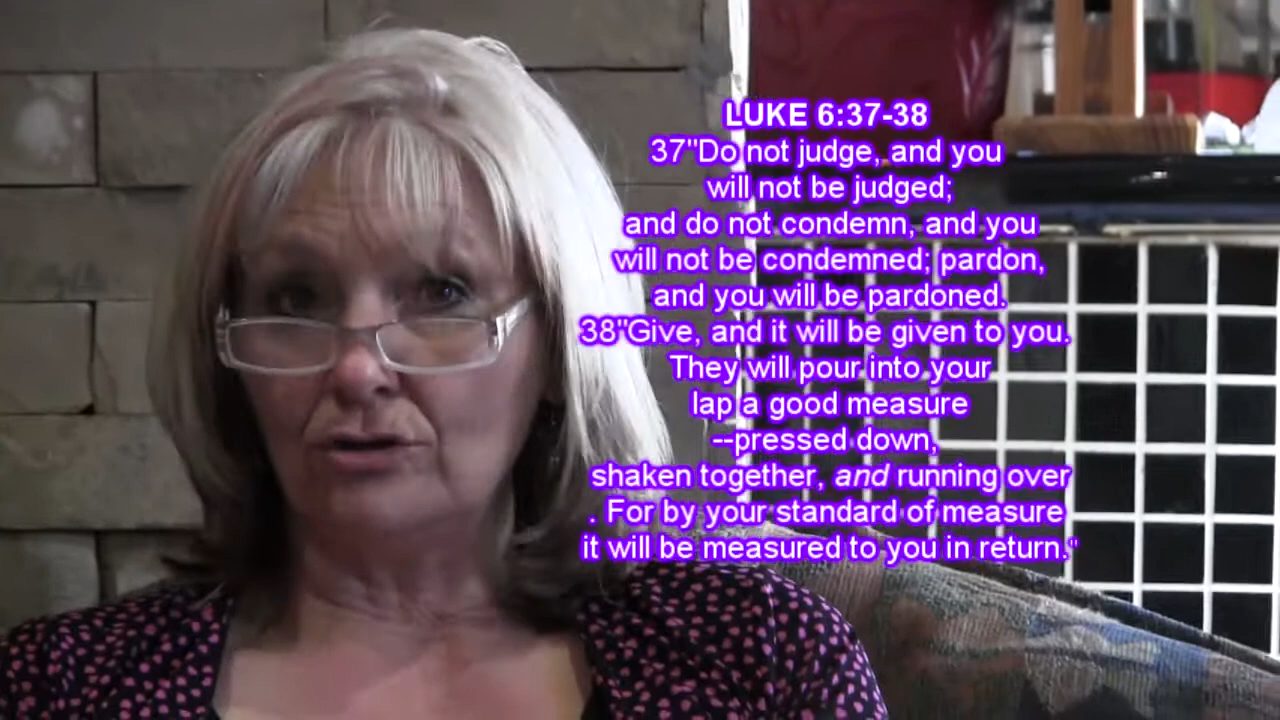 LUKE 6:37-38
37"Do not judge, and you
will not be judged;
and do not condemn, and you
will not be condemned; pardon,
and you will be pardoned.
38"Give, and it will be given to you.
They will pour into your
lap a good measure
--pressed down,
shaken together, and running over
. For by your standard of measure
it will be measured to you in return."